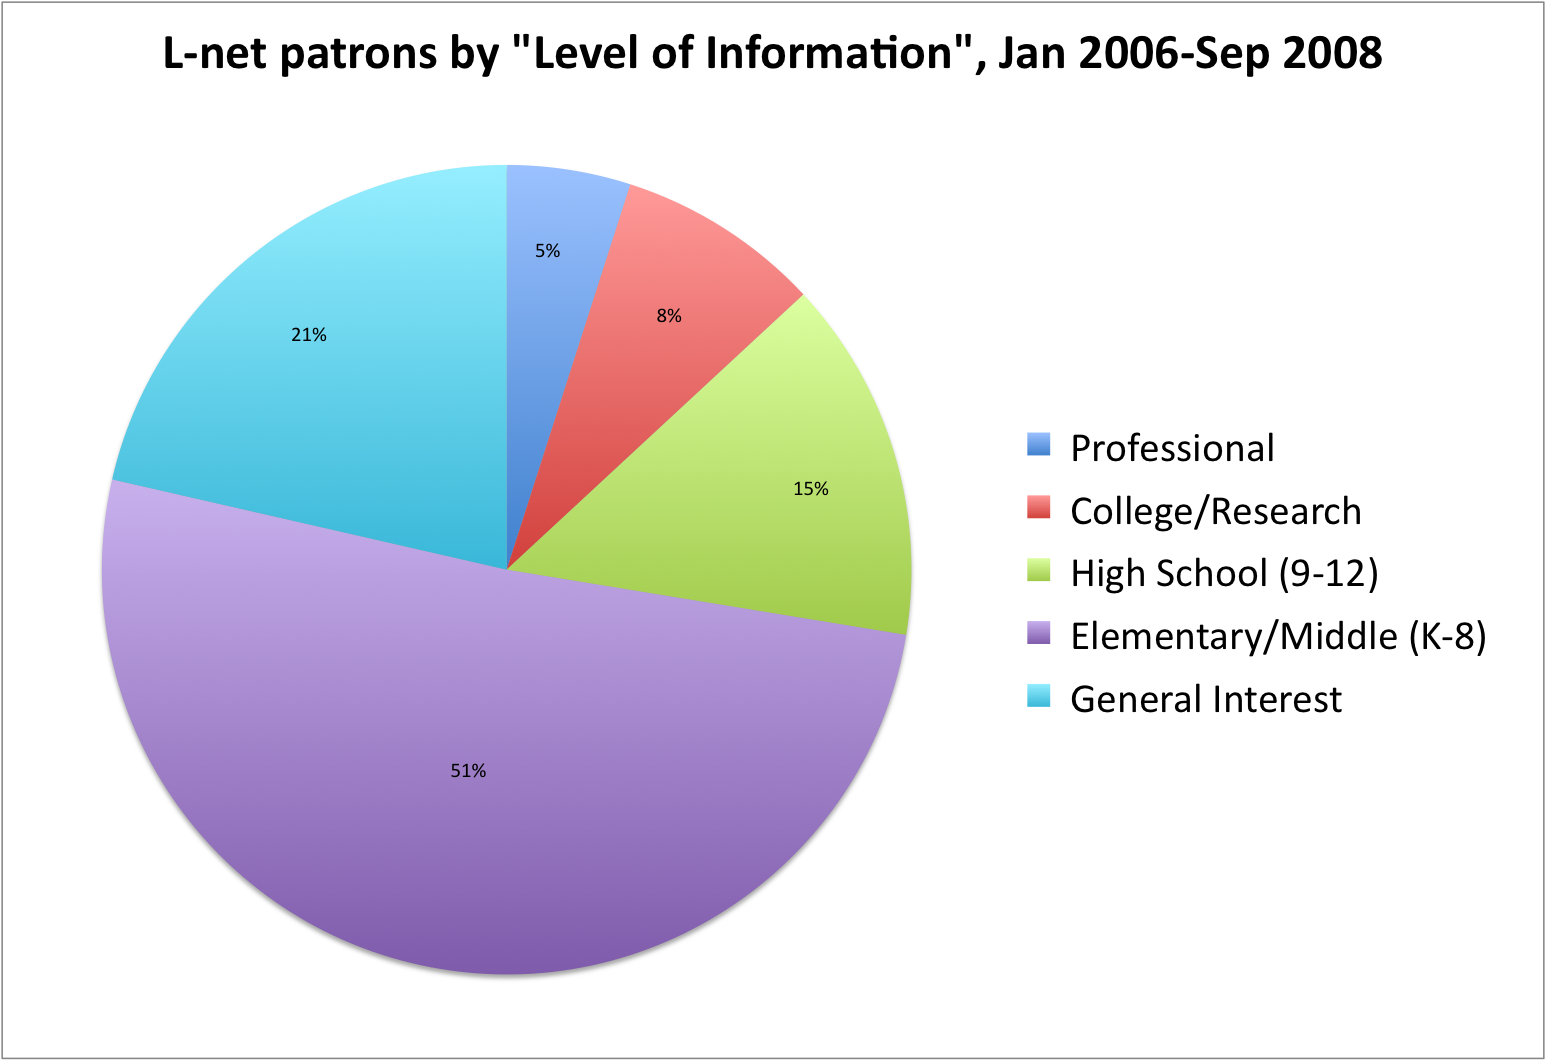 L-net patrons by "Level of Information", Jan 2006-Sep 2008
5%
8%
21%
15%
51%
Professional
College/Research
High School (9-12)
Elementary/Middle (K-8)
General Interest